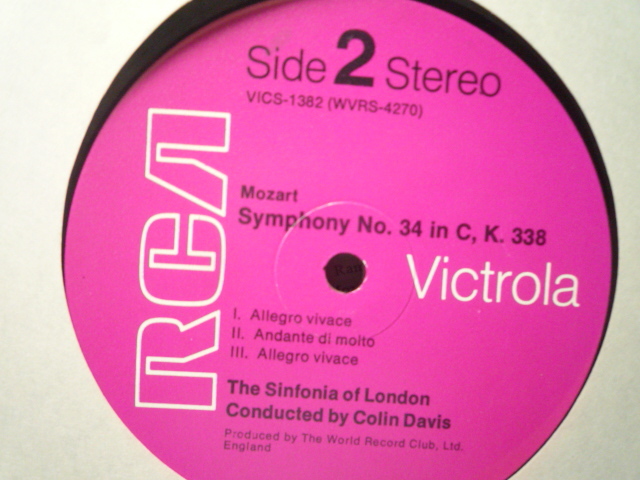 Side 2 Stereo
VICS-1382 (WVRS-4270)
RCA
Mozart
Symphony No. 34 in C, K. 338
Victrola
I. Allegro vivace
II. Andante di molto
III. Allegro vivace
The Sinfonia of London
Conducted by Colin Davis
Produced by The World Record Club, Ltd.
England